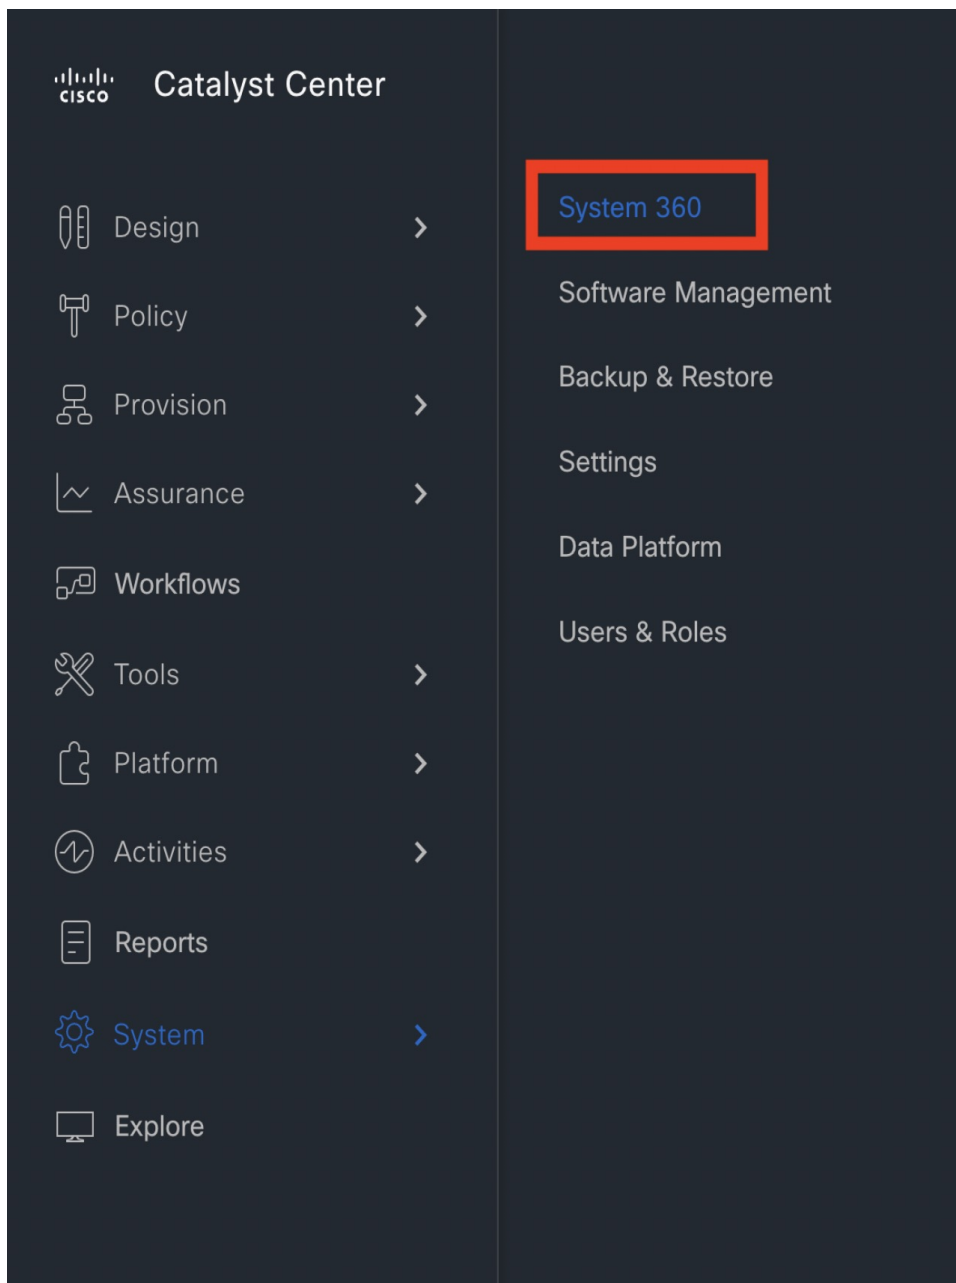 cisco
Catalyst Center
Design
Policy
Provision
Assurance
Workflows
Tools
Platform
Activities
Reports
System
Explore
System 360
Software Management
Backup & Restore
Settings
Data Platform
Users & Roles